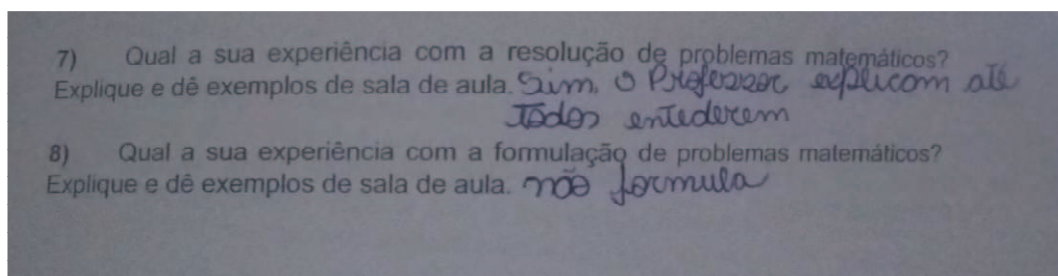 7) Qual a sua experiência com a resolução de problemas matemáticos?
Explique e dê exemplos de sala de aula. Sim, o Professor explicam até
Todos entederem
8) Qual a sua experiência com a formulação de problemas matemáticos?
Explique e dê exemplos de sala de aula. não formula